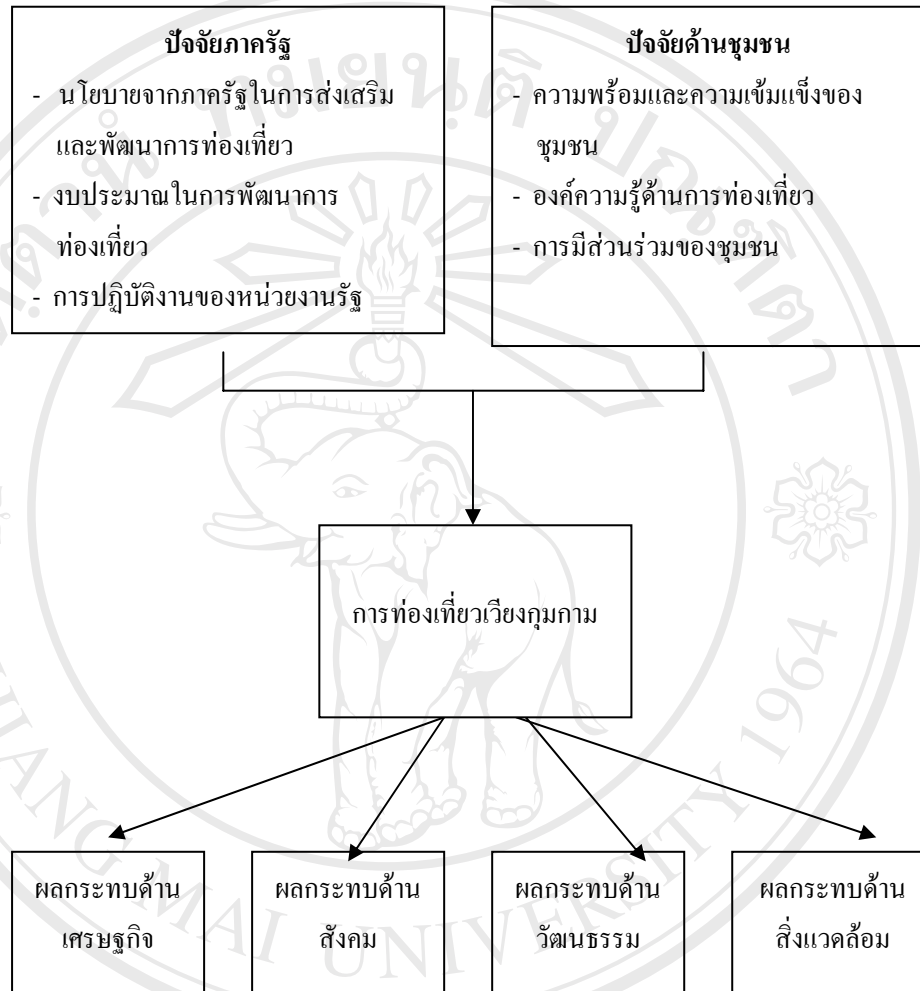 ปัจจัยภาครัฐ
- นโยบายจากภาครัฐในการส่งเสริม
และพัฒนาการท่องเที่ยว
- งบประมาณในการพัฒนาการ
ท่องเที่ยว
- การปฏิบัติงานของหน่วยงานรัฐ
ปัจจัยด้านชุมชน
- ความพร้อมและความเข้มแข็งของ
ชุมชน
- องค์ความรู้ด้านการท่องเที่ยว
- การมีส่วนร่วมของชุมชน
การท่องเที่ยวเวียงกุมกาม
ผลกระทบด้าน
เศรษฐกิจ
ผลกระทบด้าน
สังคม
ผลกระทบด้าน
วัฒนธรรม
ผลกระทบด้าน
สิ่งแวดล้อม
MAI UNIVERSITY 1964